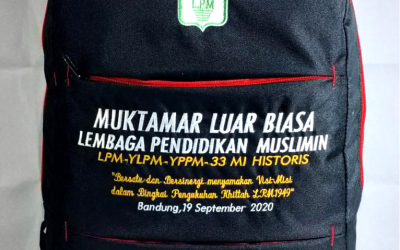 LPM
MUKTAMAR LUAR BIASA
LEMBAGA PENDIDIKAN MUSLIMIN
LPM-YLPM-YPPM-33 MI HISTORIS
"Bersatu dan Bersinergi menyamakan Visi-Misi
dalam Bingkai Pengukuhan Khittah LPM1949"
Bandung,19 September 2020